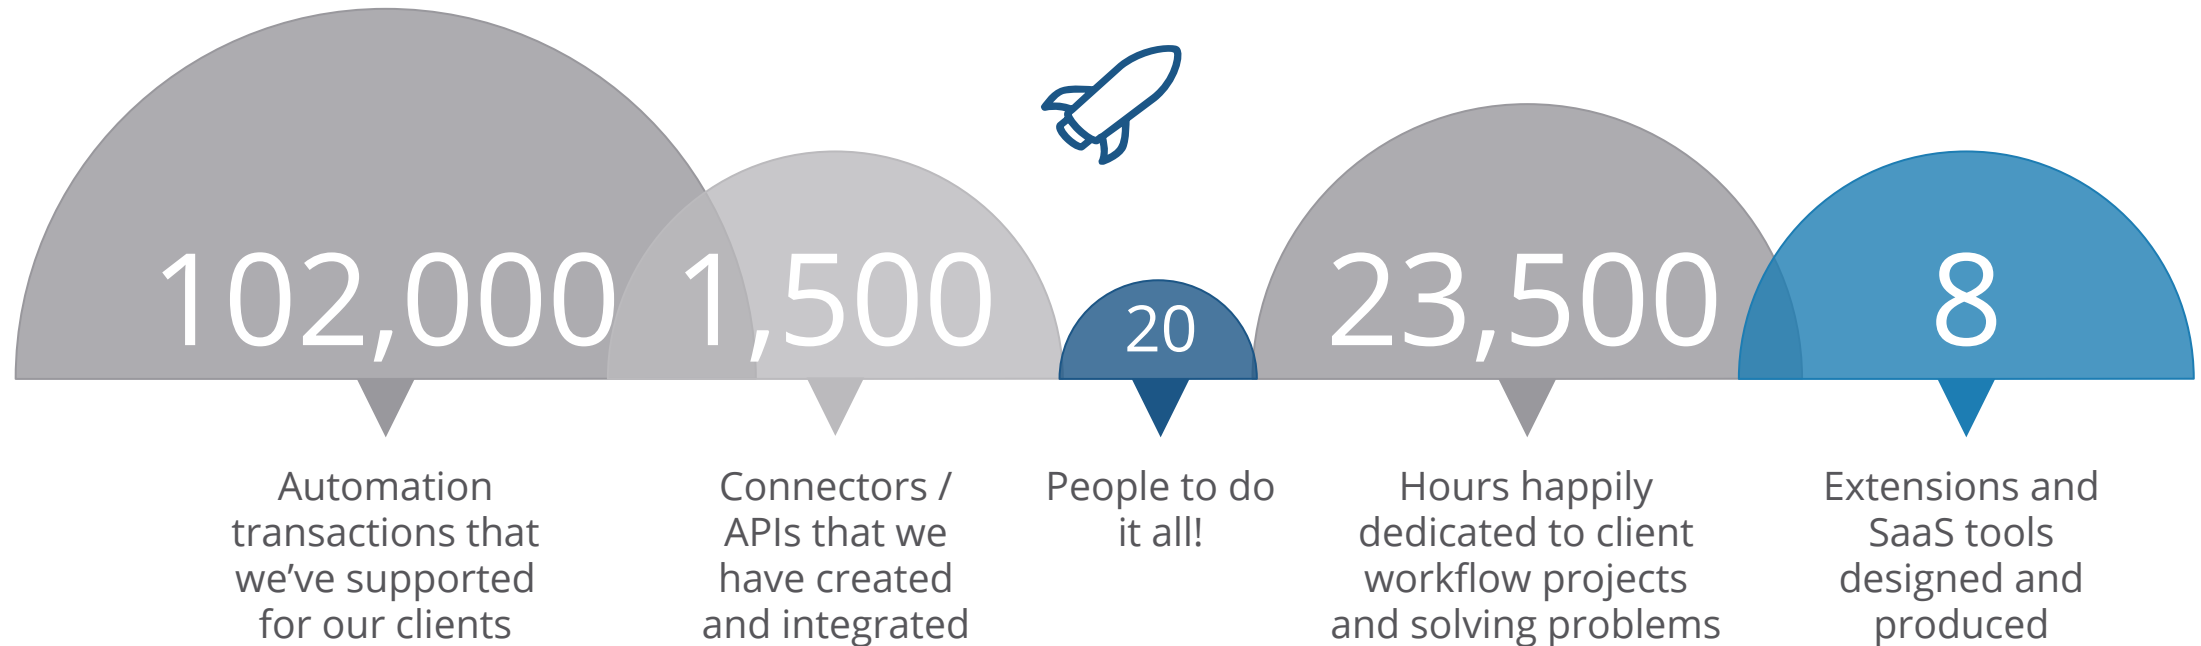 102,000
Automation
transactions that
we’ve supported
for our clients
1,500
Connectors /
APIs that we
have created
and integrated
20
People to do
it all!
23,500
Hours happily
dedicated to client
workflow projects
and solving problems
8
Extensions and
SaaS tools
designed and
produced